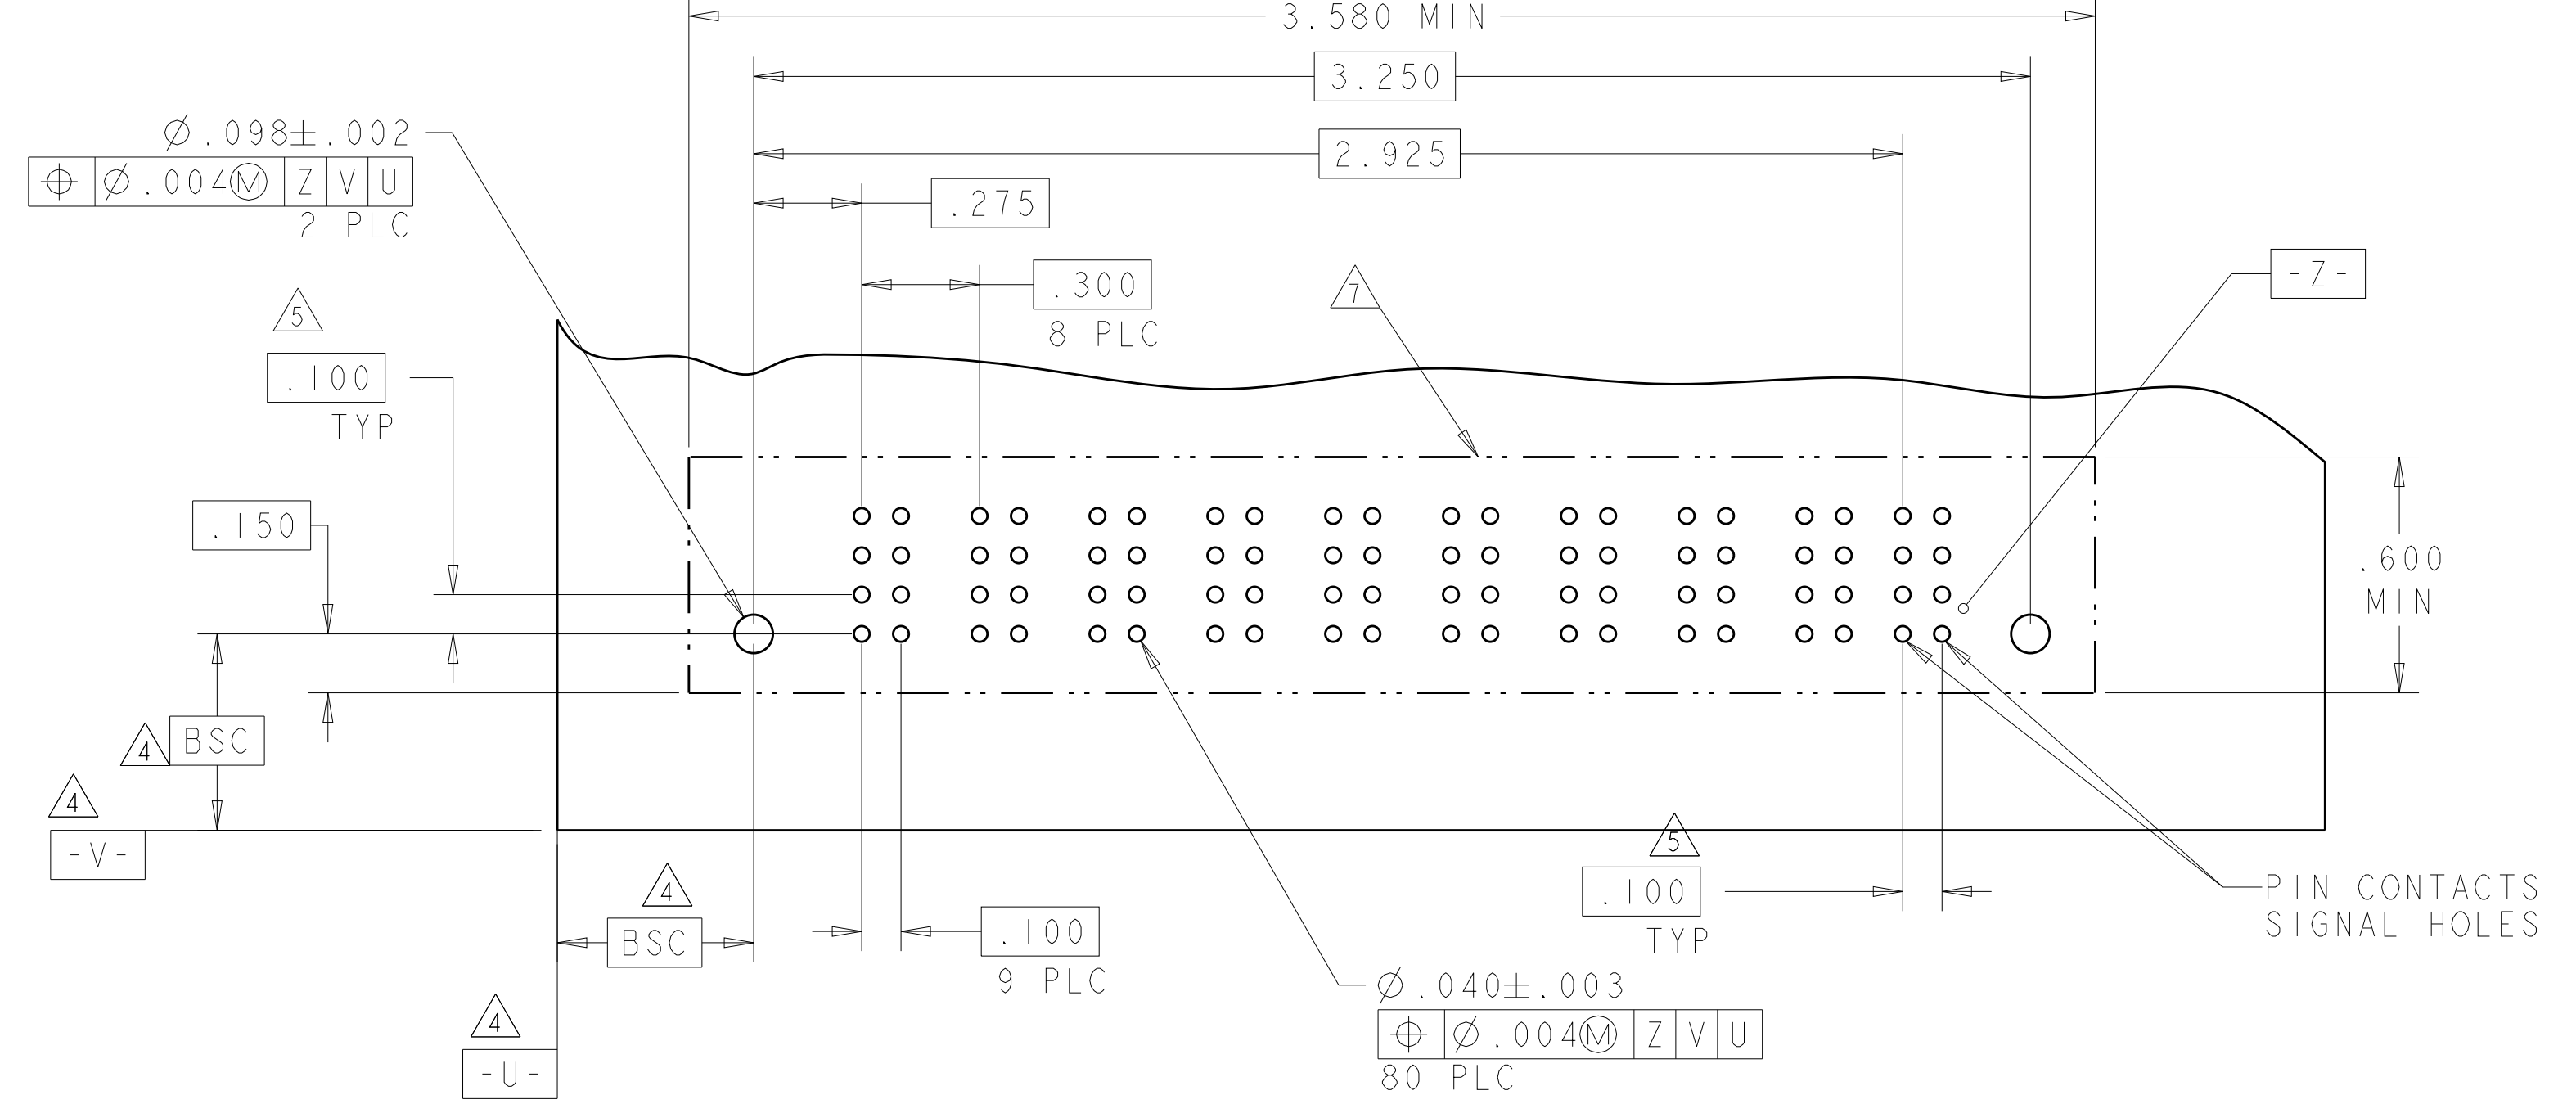 3.580 MIN
3.250
2.925
.275
.300
8 PLC
Ø.098±.002
⌖ Ø.004Ⓜ Z V U
2 PLC
5
.100
TYP
7
-Z-
.150
.600
MIN
4
BSC
4
-V-
4
BSC
4
-U-
.100
9 PLC
5
.100
TYP
PIN CONTACTS
SIGNAL HOLES
Ø.040±.003
⌖ Ø.004Ⓜ Z V U
80 PLC